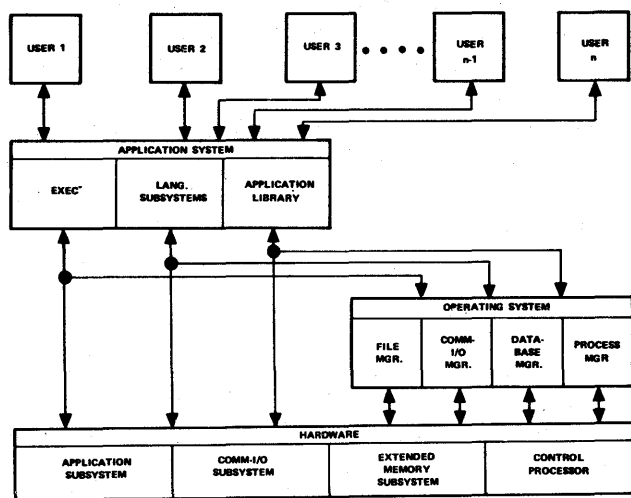 USER 1
USER 2
USER 3
USER
n-1
USER
n
APPLICATION SYSTEM
EXEC
LANG.
SUBSYSTEMS
APPLICATION
LIBRARY
OPERATING SYSTEM
FILE
MGR.
COMM-
I/O
MGR.
DATA-
BASE
MGR.
PROCESS
MGR
HARDWARE
APPLICATION
SUBSYSTEM
COMM-I/O
SUBSYSTEM
EXTENDED
MEMORY
SUBSYSTEM
CONTROL
PROCESSOR